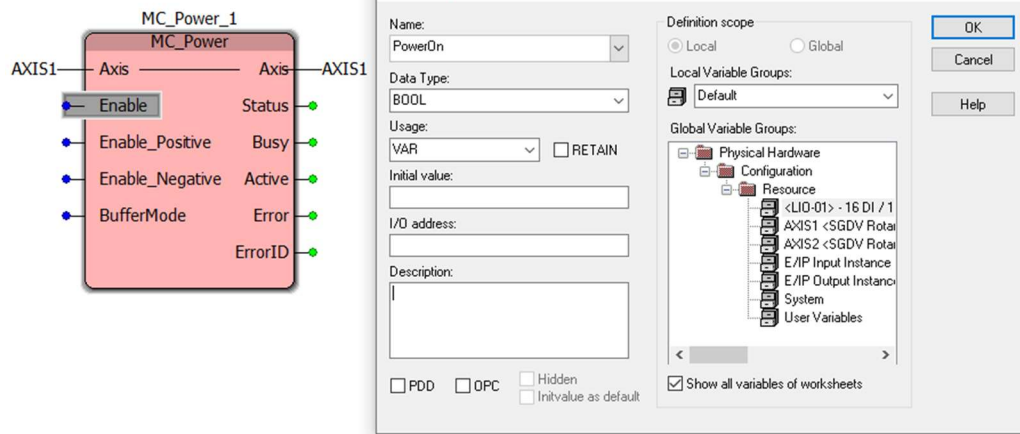 MC_Power_1
MC_Power
AXIS1
Axis
Axis
AXIS1
Enable
Status
Enable_Positive
Busy
Enable_Negative
Active
BufferMode
Error
ErrorID
Name:
PowerOn
Data Type:
BOOL
Usage:
VAR
RETAIN
Initial value:
I/O address:
Description:
PDD
OPC
Hidden
Initvalue as default
Definition scope
Local
Global
Local Variable Groups:
Default
Global Variable Groups:
Physical Hardware
Configuration
Resource
<LIO-01> - 16 DI / 1
AXIS1 <SGDV Rotar
AXIS2 <SGDV Rotar
E/IP Input Instance
E/IP Output Instanc
System
User Variables
Show all variables of worksheets
OK
Cancel
Help